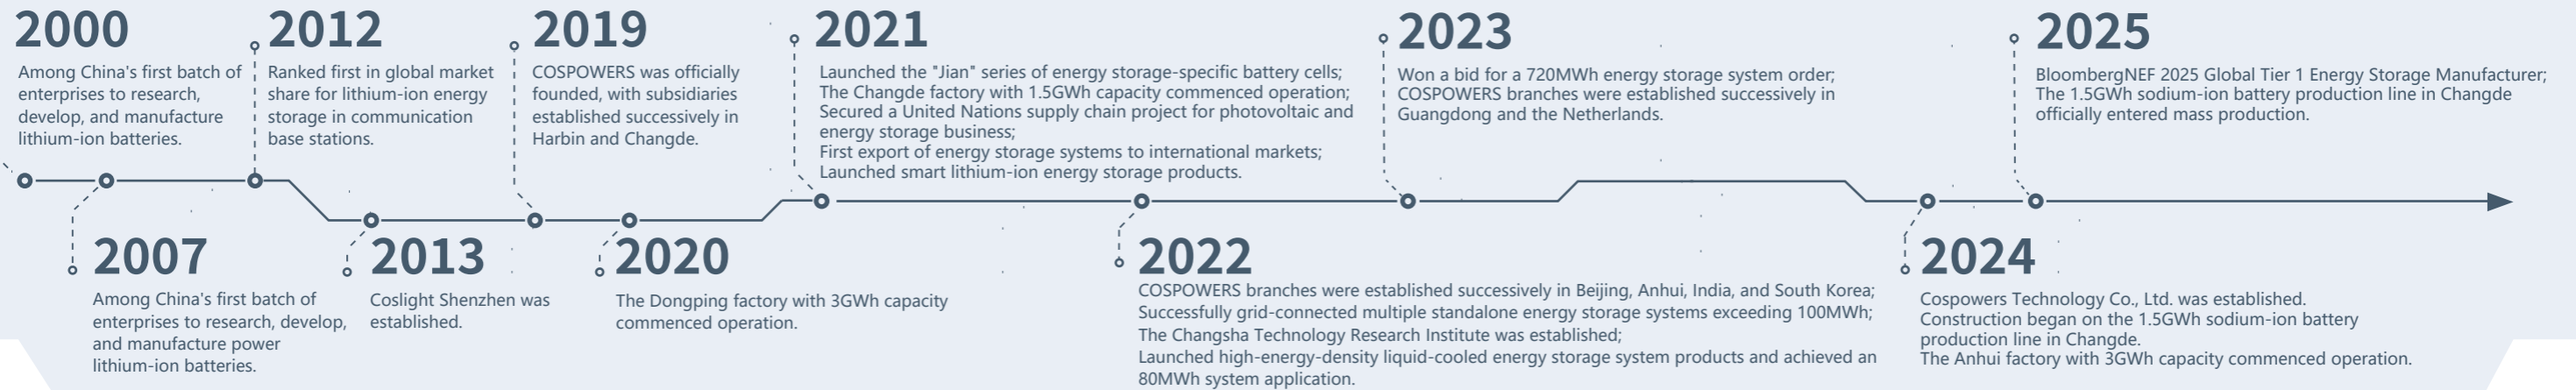 2000
Among China's first batch of
enterprises to research,
develop, and manufacture
lithium-ion batteries.
2007
Among China's first batch of
enterprises to research, develop,
and manufacture power
lithium-ion batteries.
2012
Ranked first in global market
share for lithium-ion energy
storage in communication
base stations.
2013
Coslight Shenzhen was
established.
2019
COSPOWERS was officially
founded, with subsidiaries
established successively in
Harbin and Changde.
2020
The Dongping factory with 3GWh capacity
commenced operation.
2021
Launched the "Jian" series of energy storage-specific battery cells;
The Changde factory with 1.5GWh capacity commenced operation;
Secured a United Nations supply chain project for photovoltaic and
energy storage business;
First export of energy storage systems to international markets;
Launched smart lithium-ion energy storage products.
2022
COSPOWERS branches were established successively in Beijing, Anhui, India, and South Korea;
Successfully grid-connected multiple standalone energy storage systems exceeding 100MWh;
The Changsha Technology Research Institute was established;
Launched high-energy-density liquid-cooled energy storage system products and achieved an
80MWh system application.
2023
Won a bid for a 720MWh energy storage system order;
COSPOWERS branches were established successively in
Guangdong and the Netherlands.
2024
Cospowers Technology Co., Ltd. was established.
Construction began on the 1.5GWh sodium-ion battery
production line in Changde.
The Anhui factory with 3GWh capacity commenced operation.
2025
BloombergNEF 2025 Global Tier 1 Energy Storage Manufacturer;
The 1.5GWh sodium-ion battery production line in Changde
officially entered mass production.